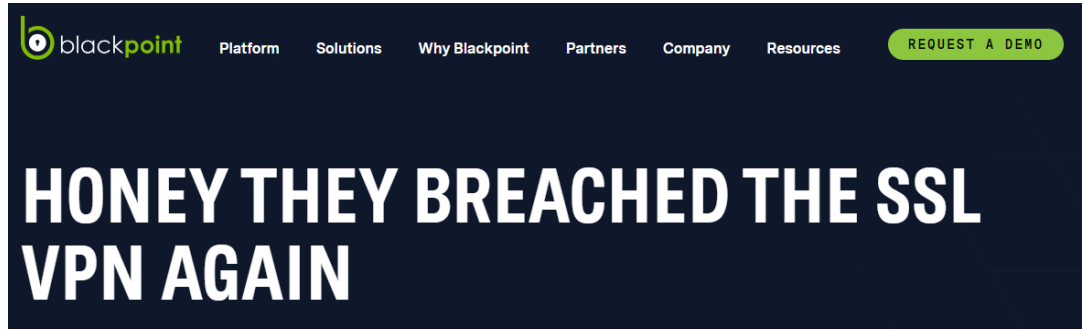 blackpoint Platform Solutions Why Blackpoint Partners Company Resources REQUEST A DEMO
HONEY THEY BREACHED THE SSL
VPN AGAIN